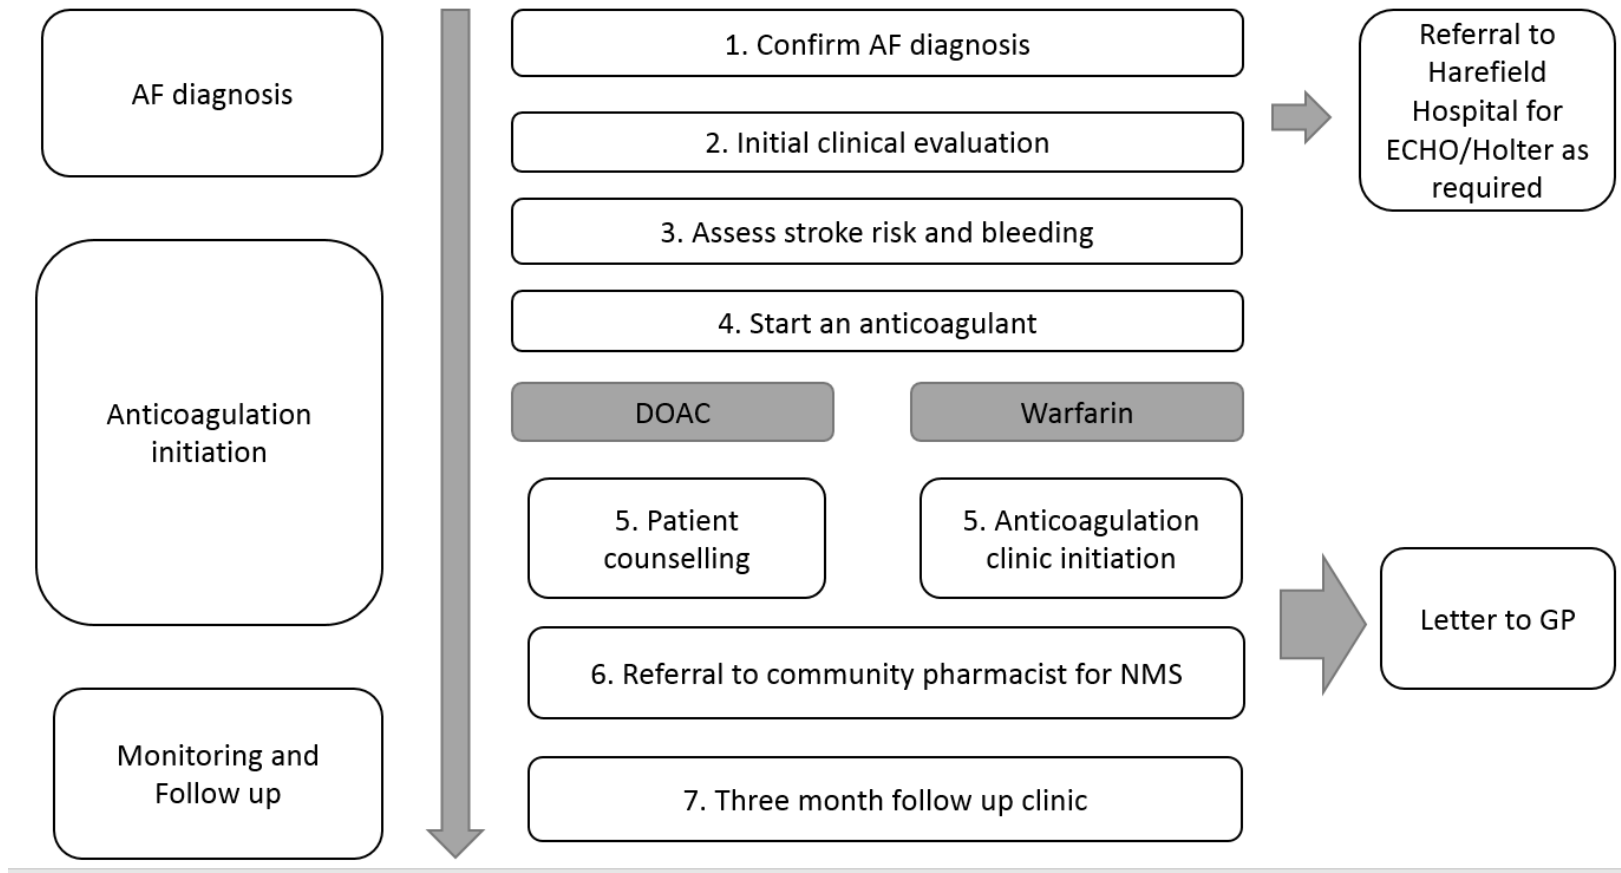 AF diagnosis
1. Confirm AF diagnosis
2. Initial clinical evaluation
Referral to
Harefield
Hospital for
ECHO/Holter as
required
Anticoagulation
initiation
3. Assess stroke risk and bleeding
4. Start an anticoagulant
DOAC
Warfarin
5. Patient
counselling
5. Anticoagulation
clinic initiation
Letter to GP
Monitoring and
Follow up
6. Referral to community pharmacist for NMS
7. Three month follow up clinic